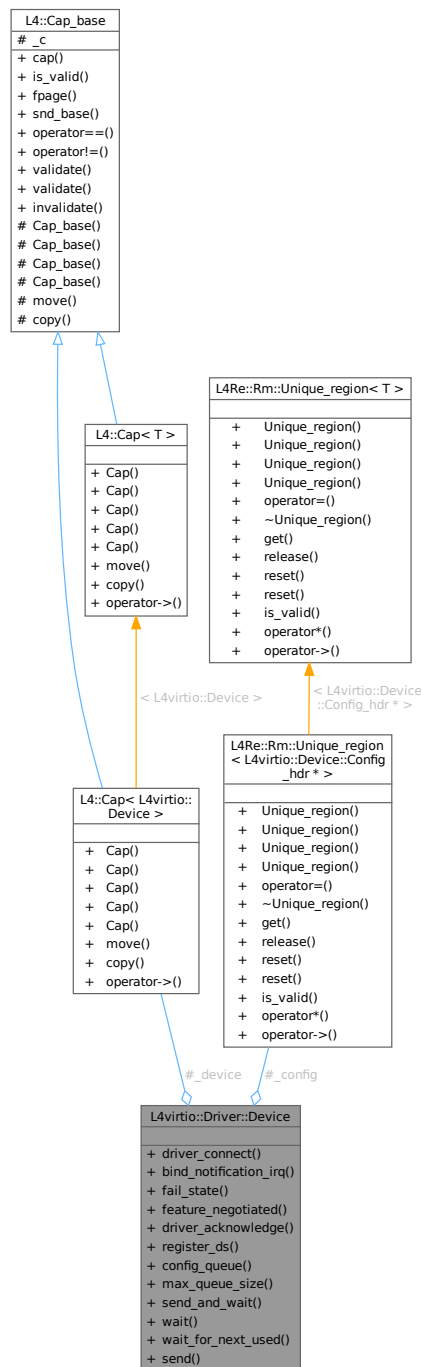 L4::Cap_base
# _c
+ cap()
+ is_valid()
+ fpage()
+ snd_base()
+ operator==()
+ operator!=()
+ validate()
+ validate()
+ invalidate()
# Cap_base()
# Cap_base()
# Cap_base()
# Cap_base()
# move()
# copy()
L4::Cap< T >
+ Cap()
+ Cap()
+ Cap()
+ Cap()
+ Cap()
+ move()
+ copy()
+ operator->()
L4Re::Rm::Unique_region< T >
+ Unique_region()
+ Unique_region()
+ Unique_region()
+ Unique_region()
+ operator=()
+ ~Unique_region()
+ get()
+ release()
+ reset()
+ reset()
+ is_valid()
+ operator*()
+ operator->()
< L4virtio::Device >
< L4virtio::Device
::Config_hdr * >
L4::Cap< L4virtio::
Device >
+ Cap()
+ Cap()
+ Cap()
+ Cap()
+ Cap()
+ move()
+ copy()
+ operator->()
L4Re::Rm::Unique_region
< L4virtio::Device::Config
_hdr * >
+ Unique_region()
+ Unique_region()
+ Unique_region()
+ Unique_region()
+ operator=()
+ ~Unique_region()
+ get()
+ release()
+ reset()
+ reset()
+ is_valid()
+ operator*()
+ operator->()
#_device
#_config
L4virtio::Driver::Device
+ driver_connect()
+ bind_notification_irq()
+ fail_state()
+ feature_negotiated()
+ driver_acknowledge()
+ register_ds()
+ config_queue()
+ max_queue_size()
+ send_and_wait()
+ wait()
+ wait_for_next_used()
+ send()